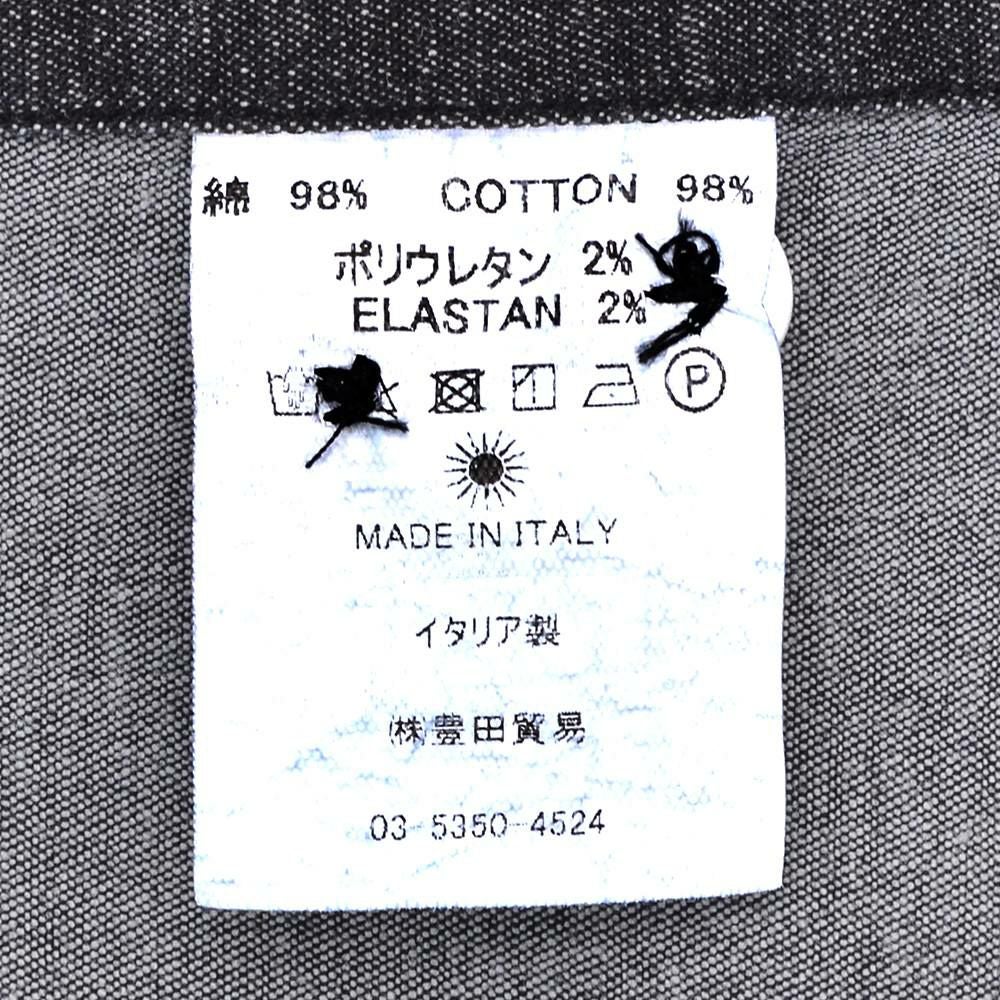 綿 98% COTTON 98%
ポリウレタン 2%
ELASTAN 2%
P
MADE IN ITALY
イタリア製
㈱豊田貿易
03-5350-4524